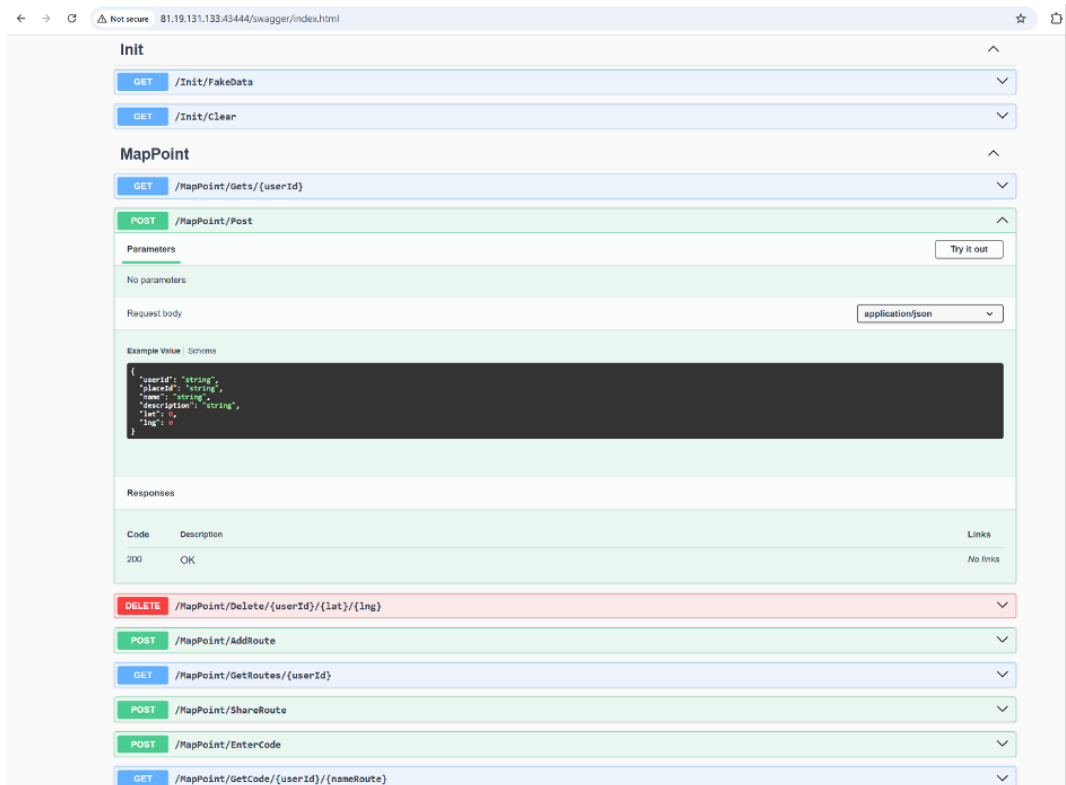 Not secure 81.19.131.133:43444/swagger/index.html
Init
GET /Init/FakeData
GET /Init/Clear
MapPoint
GET /MapPoint/Gets/{userId}
POST /MapPoint/Post
Parameters Try it out
No parameters
Request body application/json
Example Value | Schema
{
"userId": "string",
"placeId": "string",
"name": "string",
"description": "string",
"lat": 0,
"lng": 0
}
Responses
Code Description Links
200 OK No links
DELETE /MapPoint/Delete/{userId}/{lat}/{lng}
POST /MapPoint/AddRoute
GET /MapPoint/GetRoutes/{userId}
POST /MapPoint/ShareRoute
POST /MapPoint/EnterCode
GET /MapPoint/GetCode/{userId}/{nameRoute}